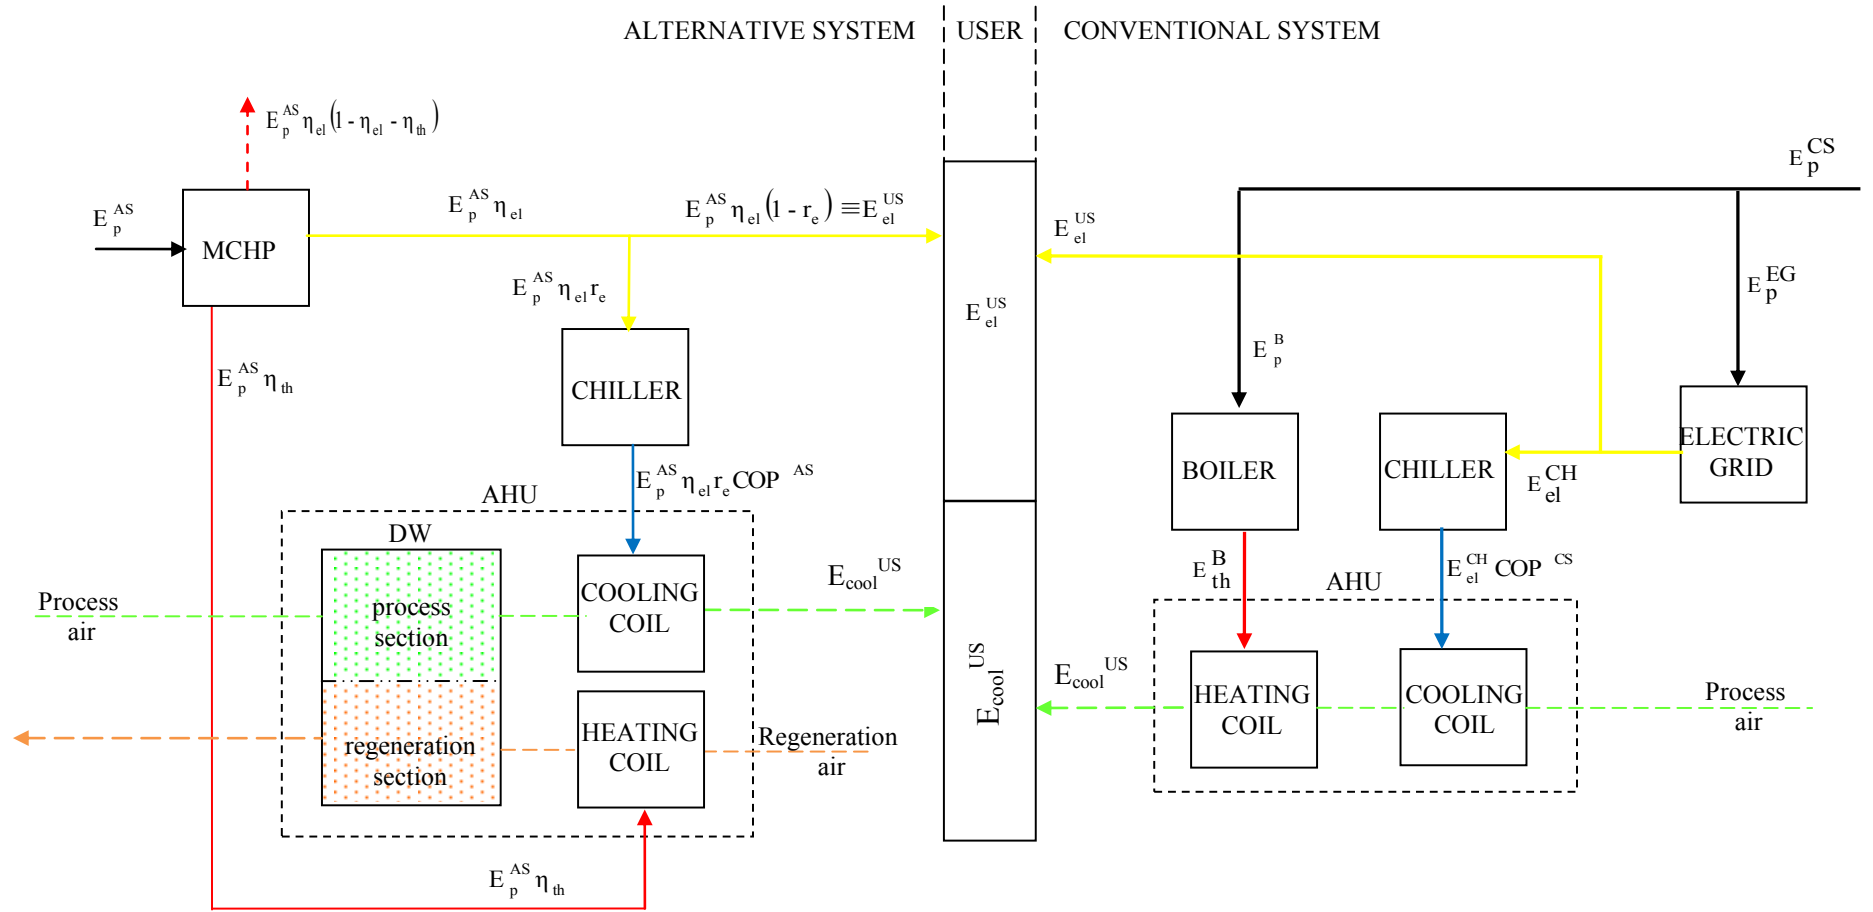 ALTERNATIVE SYSTEM USER CONVENTIONAL SYSTEM
E_p^AS η_el (1 - η_el - η_th)
E_p^CS
E_p^AS
MCHP
E_p^AS η_el
E_p^AS η_el (1 - r_e) ≡ E_el^US
E_el^US
E_p^EG
E_p^AS η_el r_e
E_el^US
E_p^B
E_p^AS η_th
CHILLER
BOILER
CHILLER
ELECTRIC
GRID
E_el^CH
E_p^AS η_el r_e COP ^AS
AHU
DW
E_cool^US
E_th^B
E_el^CH COP ^CS
AHU
Process
air
process
section
COOLING
COIL
E_cool^US
E_cool^US
HEATING
COIL
COOLING
COIL
Process
air
regeneration
section
HEATING
COIL
Regeneration
air
E_p^AS η_th